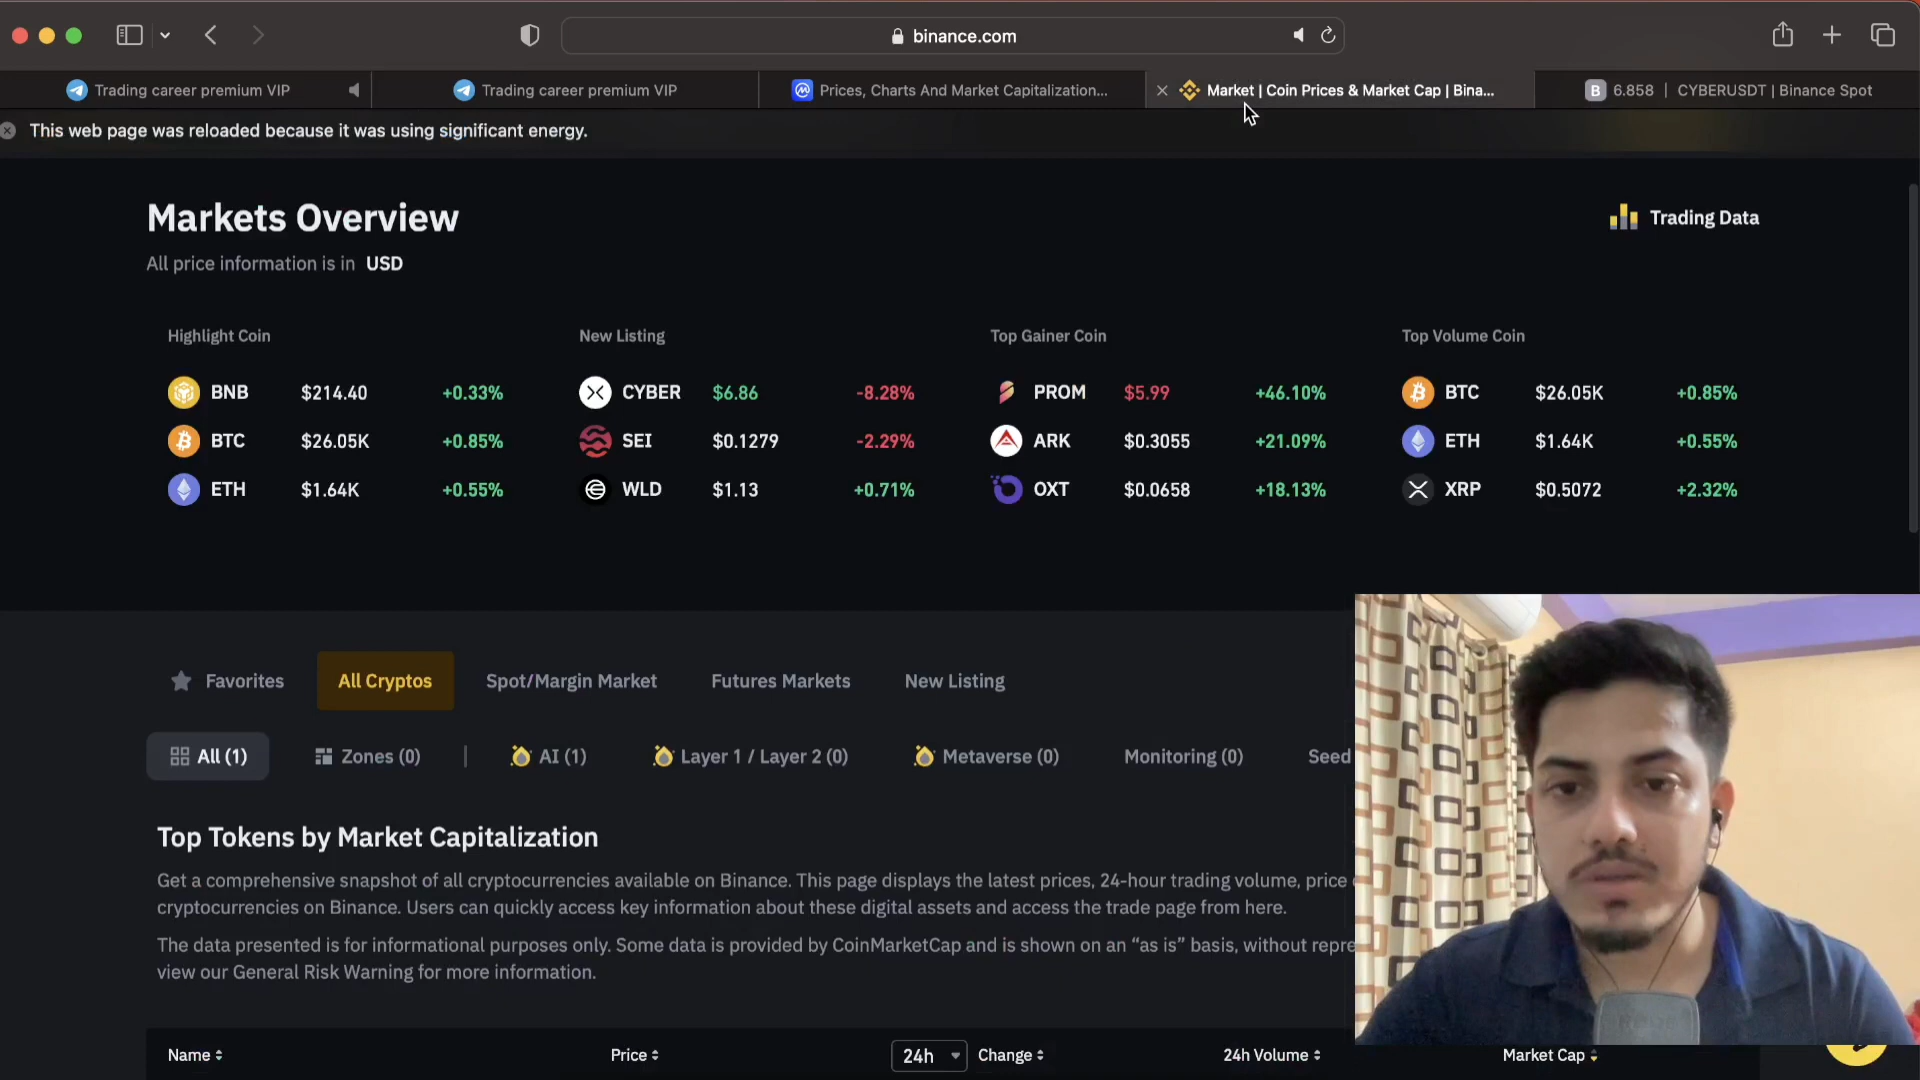 binance.com
Trading career premium VIP
Trading career premium VIP
Prices, Charts And Market Capitalization...
Market | Coin Prices & Market Cap | Bina...
6.858 | CYBERUSDT | Binance Spot
This web page was reloaded because it was using significant energy.
Markets Overview
Trading Data
All price information is in USD
Highlight Coin
BNB $214.40 +0.33%
BTC $26.05K +0.85%
ETH $1.64K +0.55%
New Listing
CYBER $6.86 -8.28%
SEI $0.1279 -2.29%
WLD $1.13 +0.71%
Top Gainer Coin
PROM $5.99 +46.10%
ARK $0.3055 +21.09%
OXT $0.0658 +18.13%
Top Volume Coin
BTC $26.05K +0.85%
ETH $1.64K +0.55%
XRP $0.5072 +2.32%
Favorites All Cryptos Spot/Margin Market Futures Markets New Listing
All (1) Zones (0) | AI (1) Layer 1 / Layer 2 (0) Metaverse (0) Monitoring (0) Seed
Top Tokens by Market Capitalization
Get a comprehensive snapshot of all cryptocurrencies available on Binance. This page displays the latest prices, 24-hour trading volume, price
cryptocurrencies on Binance. Users can quickly access key information about these digital assets and access the trade page from here.
The data presented is for informational purposes only. Some data is provided by CoinMarketCap and is shown on an “as is” basis, without repre
view our General Risk Warning for more information.
Name Price 24h Change 24h Volume Market Cap